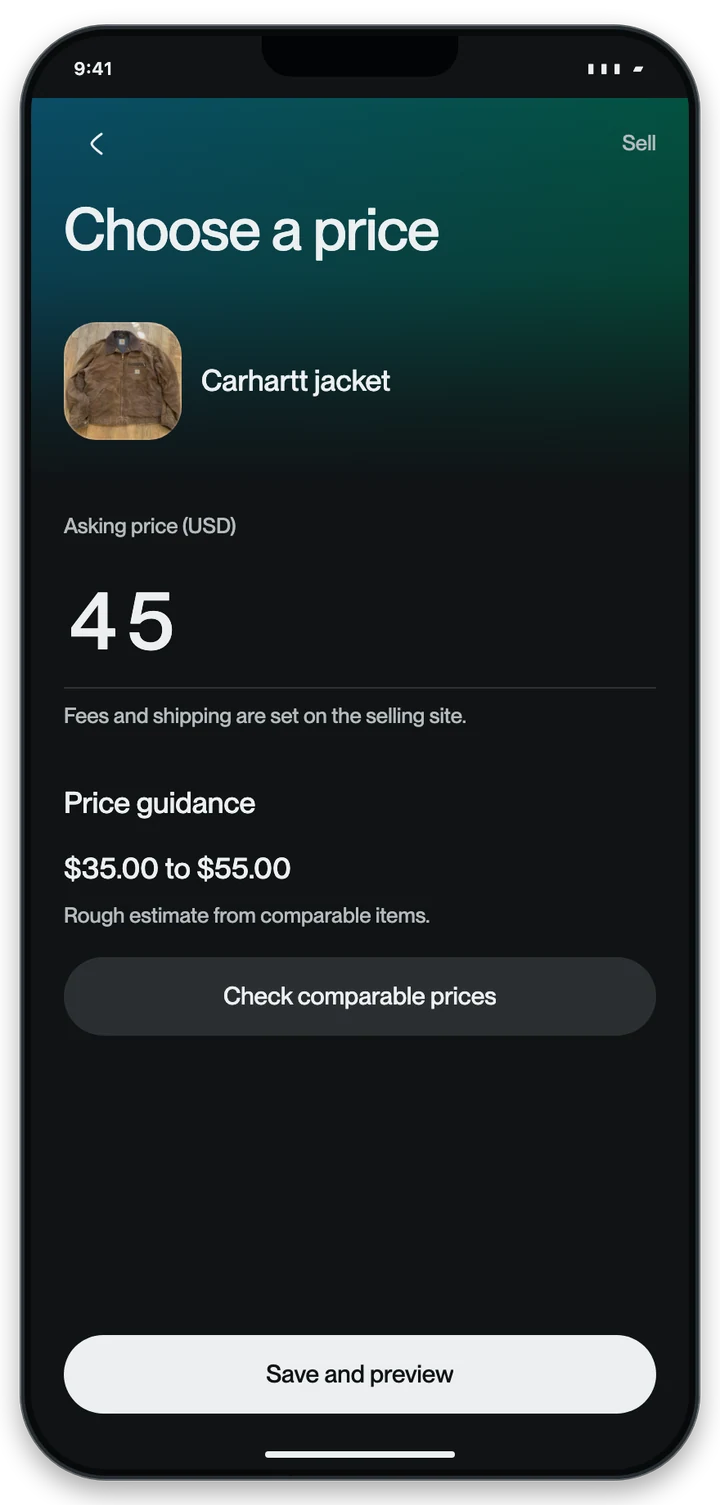 9:41
Sell
Choose a price
Carhartt jacket
Asking price (USD)
45
Fees and shipping are set on the selling site.
Price guidance
$35.00 to $55.00
Rough estimate from comparable items.
Check comparable prices
Save and preview